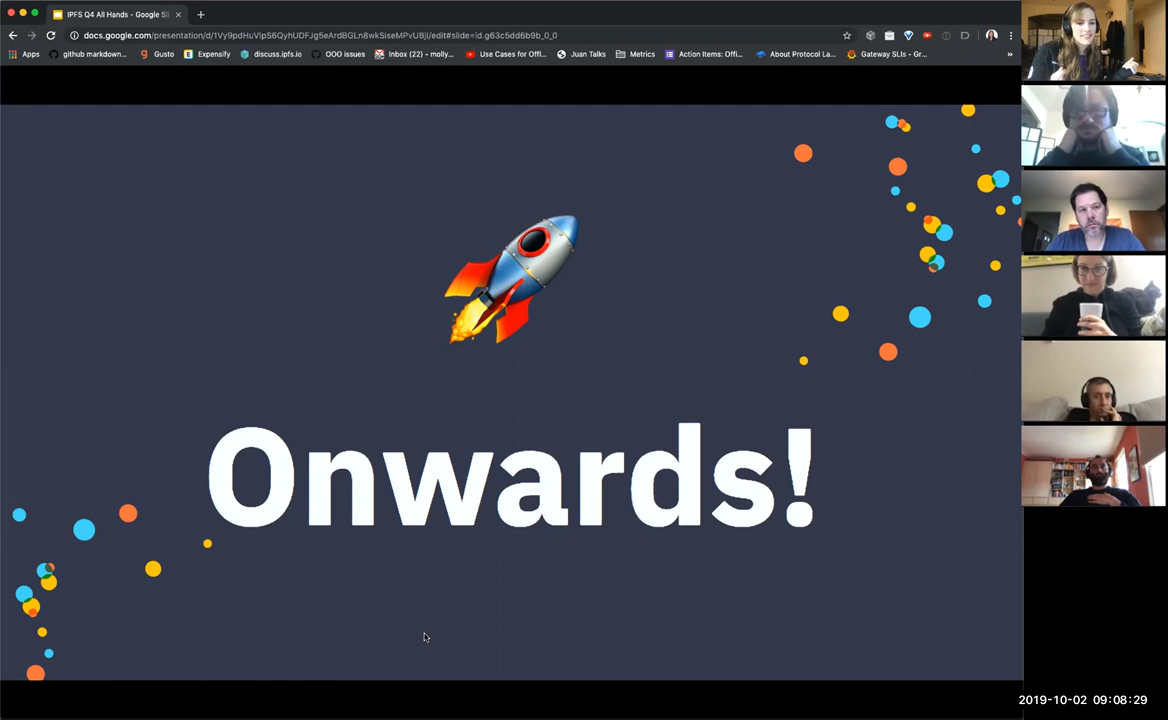 IPFS Q4 All Hands - Google Sli
docs.google.com/presentation/d/1Vy9pdHuVlpS6QyhUDFJg5eArdBGLn8wkSiseMPvUBjI/edit#slide=id.g63c5dd6b9b_0_0
Apps github markdown... Gusto Expensify discuss.ipfs.io OOO issues Inbox (22) - molly... Use Cases for Offl... Juan Talks Metrics Action Items: Offi... About Protocol La... Gateway SLIs - Gr... »
Onwards!
2019-10-02 09:08:29